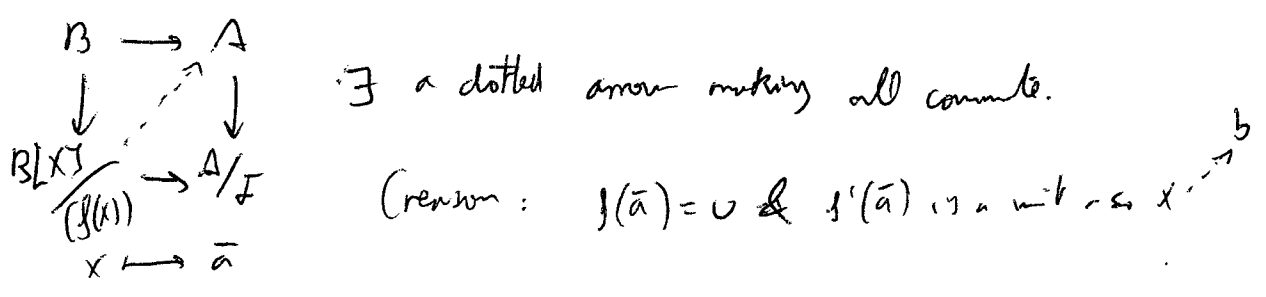 B → A
∃ a dotted arrow making all commute.
B[X]/(f(x)) → A/I
(reason : f(ā) = 0 & f'(ā) is a unit so x ⇢ b
x ↦ ā